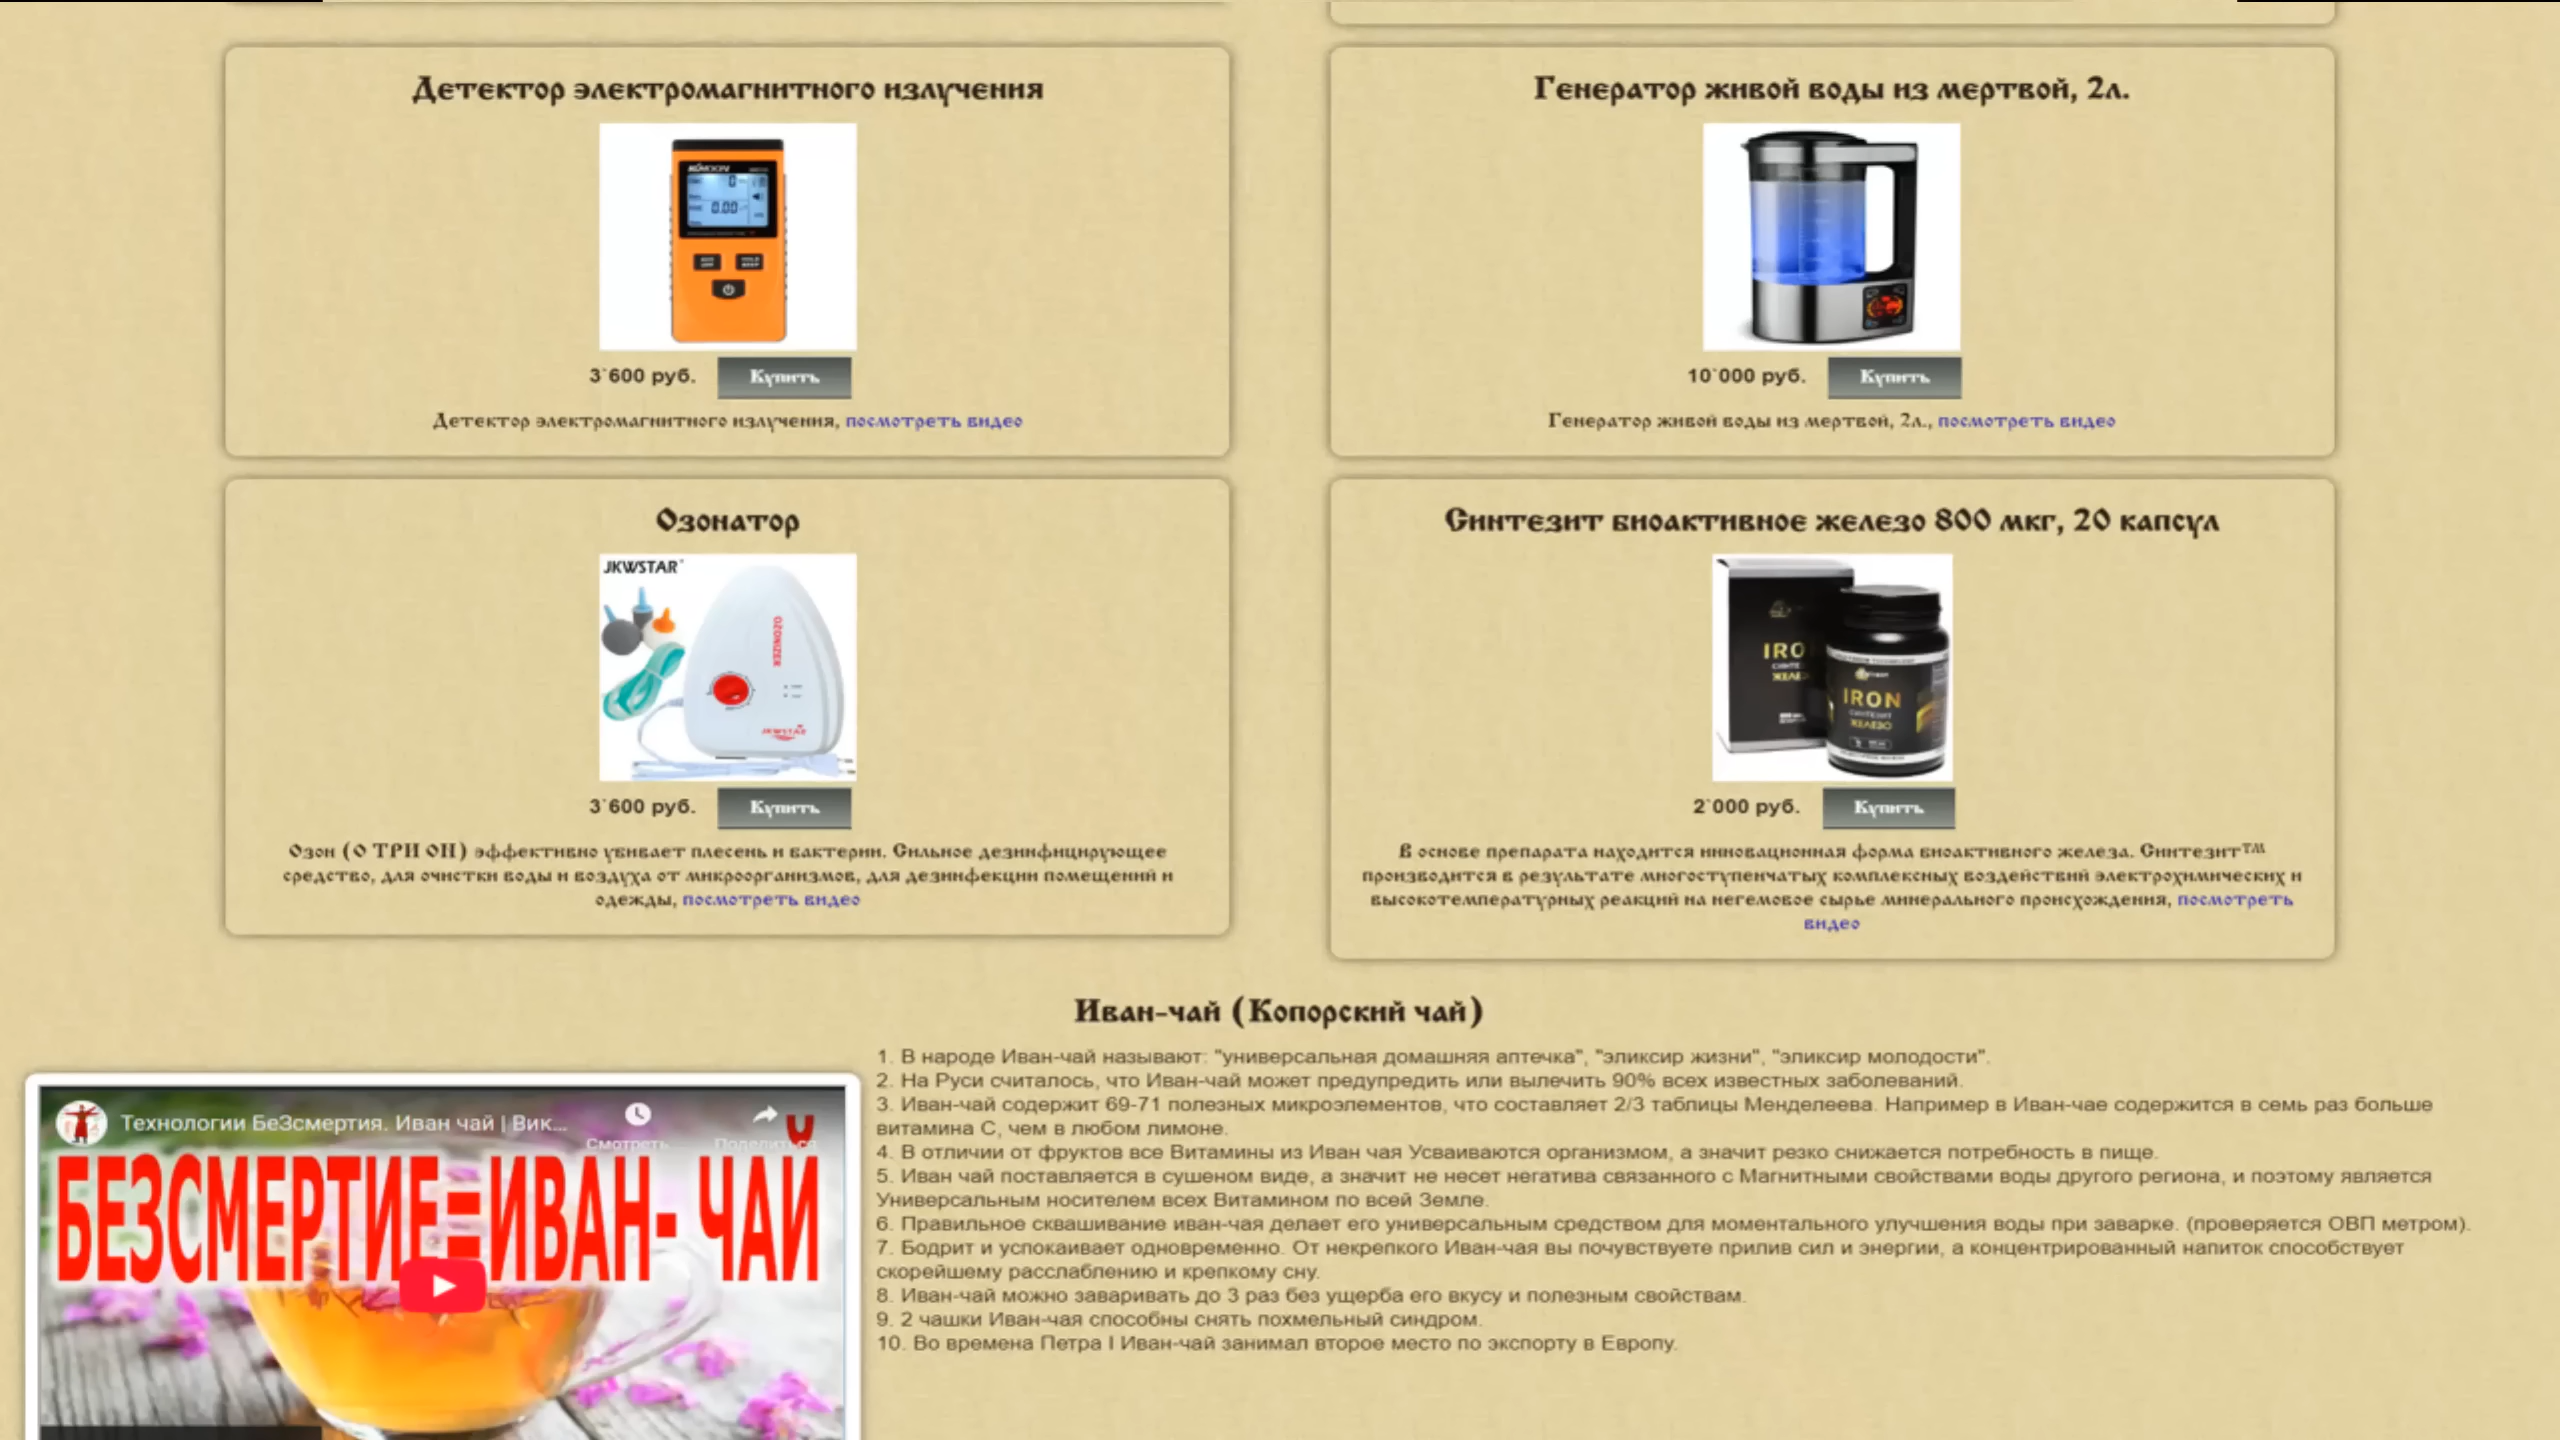 Детектор электромагнитного излучения
3`600 руб.
Купить
Детектор электромагнитного излучения, посмотреть видео
Генератор живой воды из мертвой, 2л.
10`000 руб.
Купить
Генератор живой воды из мертвой, 2л., посмотреть видео
Озонатор
JKWSTAR
OZONIZER
JKWSTAR
3`600 руб.
Купить
Озон (О ТРИ ОН) эффективно убивает плесень и бактерии. Сильное дезинфицирующее
средство, для очистки воды и воздуха от микроорганизмов, для дезинфекции помещений и
одежды, посмотреть видео
Синтезит биоактивное железо 800 мкг, 20 капсул
IRON
СИНТЕЗИТ
ЖЕЛЕЗО
2`000 руб.
Купить
В основе препарата находится инновационная форма биоактивного железа. Синтезит™
производится в результате многоступенчатых комплексных воздействий электрохимических и
высокотемпературных реакций на негемовое сырье минерального происхождения, посмотреть
видео
Иван-чай (Копорский чай)
Технологии БеЗсмертия. Иван чай | Вик...
Смотреть
Поделиться
БЕЗСМЕРТИЕ=ИВАН- ЧАЙ
1. В народе Иван-чай называют: "универсальная домашняя аптечка", "эликсир жизни", "эликсир молодости".
2. На Руси считалось, что Иван-чай может предупредить или вылечить 90% всех известных заболеваний.
3. Иван-чай содержит 69-71 полезных микроэлементов, что составляет 2/3 таблицы Менделеева. Например в Иван-чае содержится в семь раз больше
витамина С, чем в любом лимоне.
4. В отличии от фруктов все Витамины из Иван чая Усваиваются организмом, а значит резко снижается потребность в пище.
5. Иван чай поставляется в сушеном виде, а значит не несет негатива связанного с Магнитными свойствами воды другого региона, и поэтому является
Универсальным носителем всех Витамином по всей Земле.
6. Правильное сквашивание иван-чая делает его универсальным средством для моментального улучшения воды при заварке. (проверяется ОВП метром).
7. Бодрит и успокаивает одновременно. От некрепкого Иван-чая вы почувствуете прилив сил и энергии, а концентрированный напиток способствует
скорейшему расслаблению и крепкому сну.
8. Иван-чай можно заваривать до 3 раз без ущерба его вкусу и полезным свойствам.
9. 2 чашки Иван-чая способны снять похмельный синдром.
10. Во времена Петра I Иван-чай занимал второе место по экспорту в Европу.